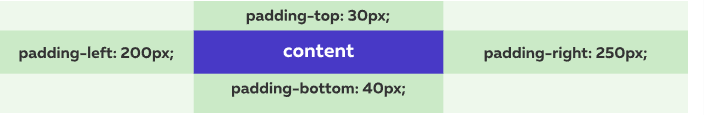 padding-top: 30px;
padding-left: 200px;
content
padding-right: 250px;
padding-bottom: 40px;